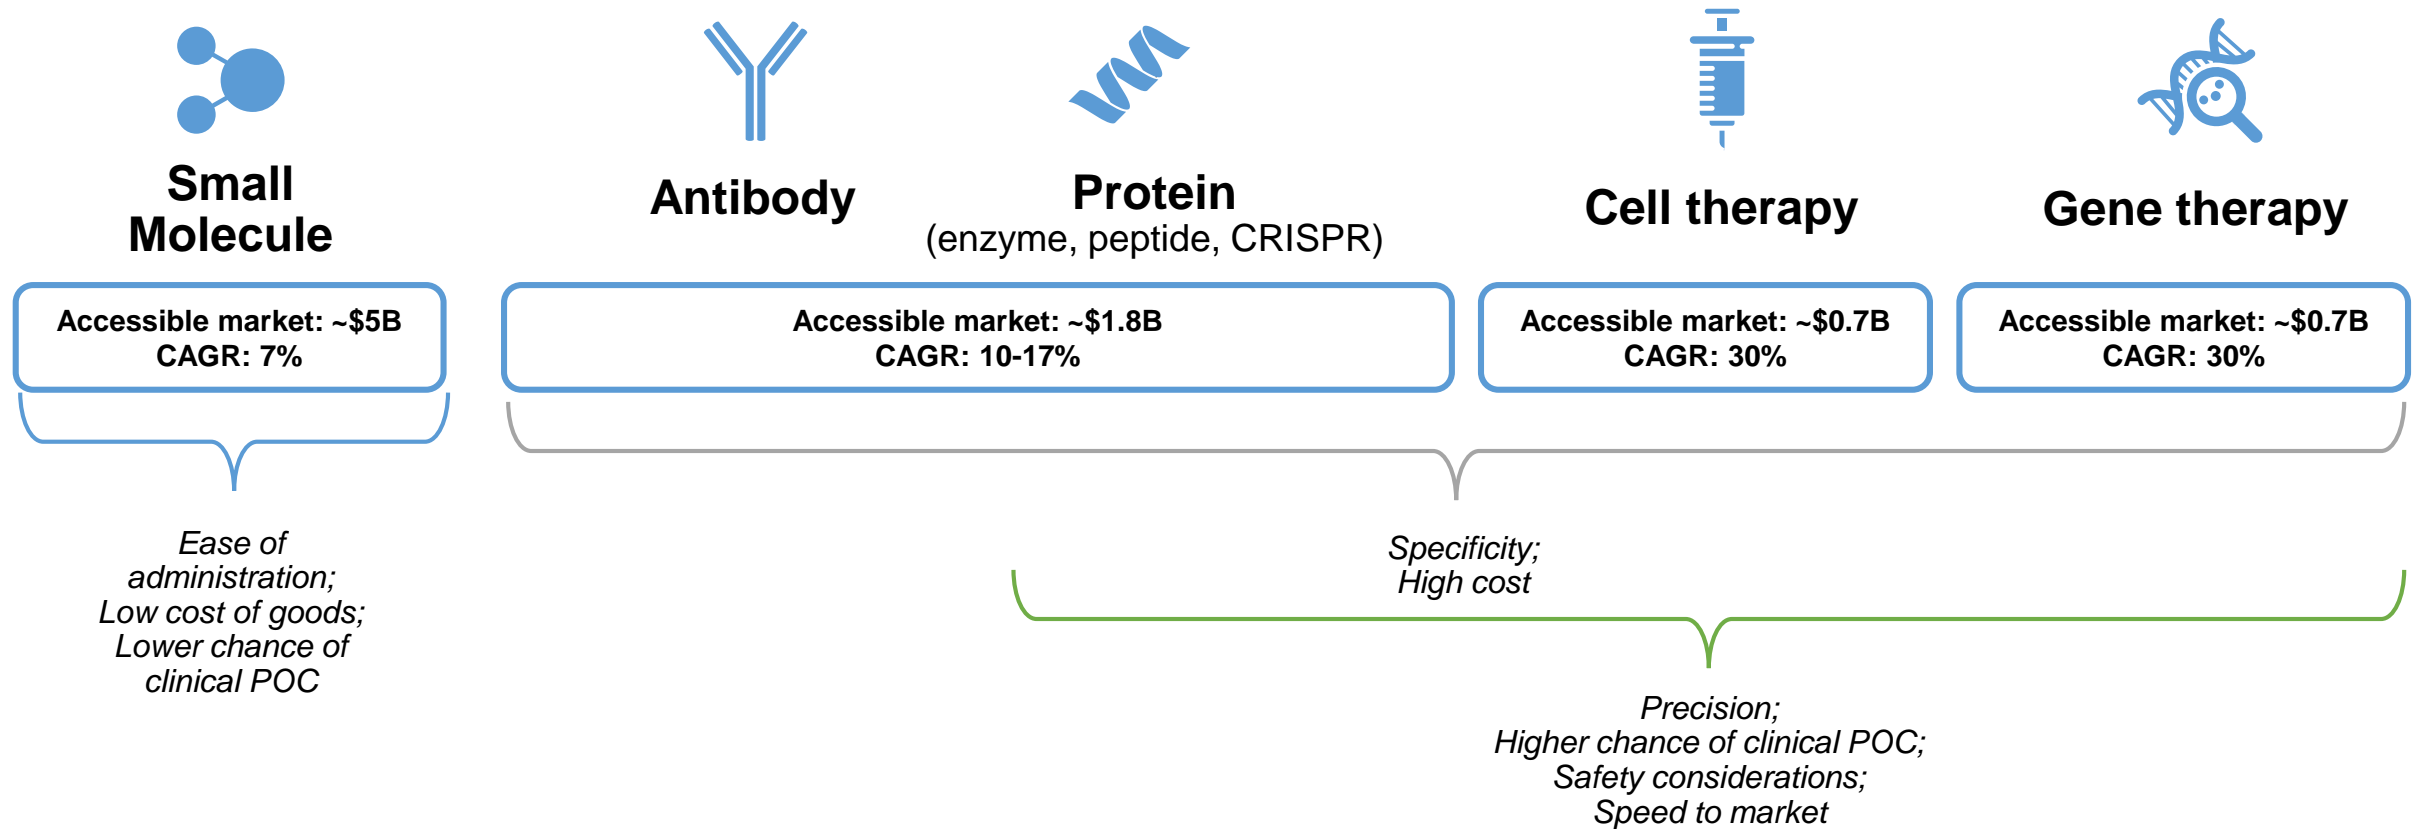 Small
Molecule
Antibody
Protein
(enzyme, peptide, CRISPR)
Cell therapy
Gene therapy
Accessible market: ~$5B
CAGR: 7%
Accessible market: ~$1.8B
CAGR: 10-17%
Accessible market: ~$0.7B
CAGR: 30%
Accessible market: ~$0.7B
CAGR: 30%
Ease of
administration;
Low cost of goods;
Lower chance of
clinical POC
Specificity;
High cost
Precision;
Higher chance of clinical POC;
Safety considerations;
Speed to market